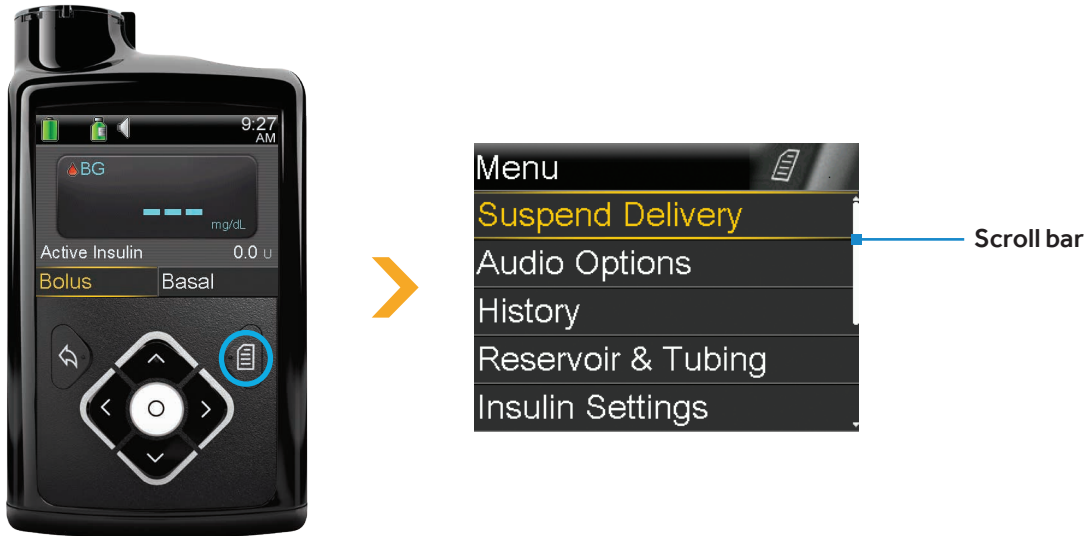 9:27
AM
BG
--- mg/dL
Active Insulin 0.0 U
Bolus Basal
Menu
Suspend Delivery
Audio Options
History
Reservoir & Tubing
Insulin Settings
Scroll bar